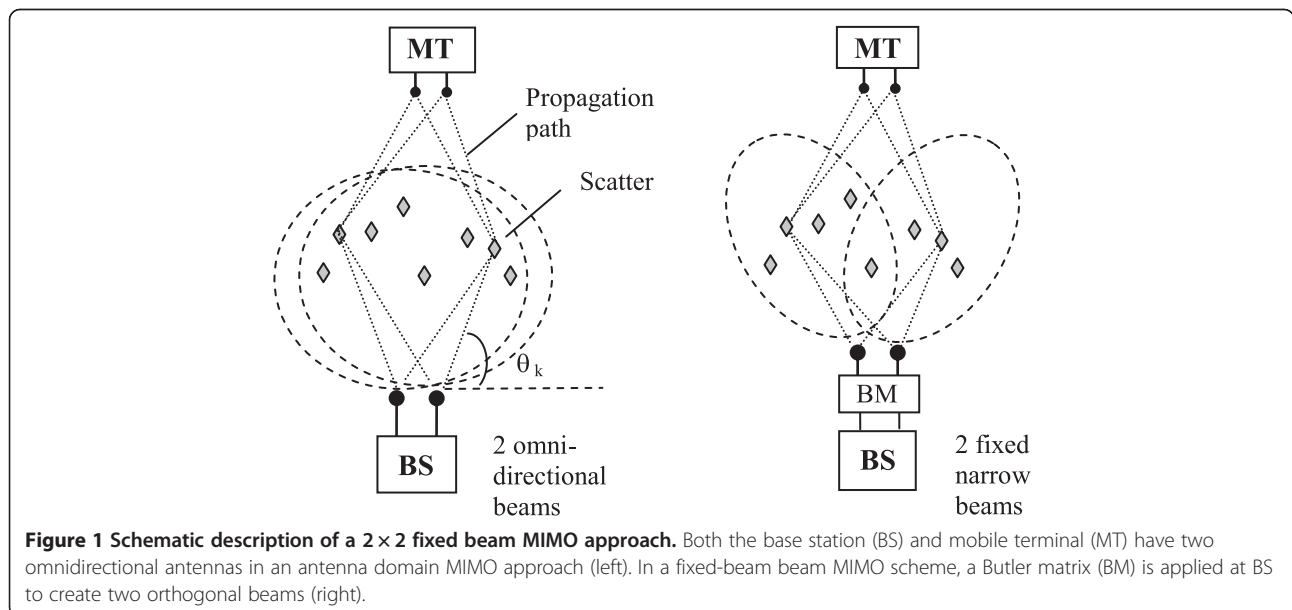 MT
Propagation
path
Scatter
θ k
BS
2 omni-
directional
beams
MT
BM
BS
2 fixed
narrow
beams
Figure 1 Schematic description of a 2 × 2 fixed beam MIMO approach. Both the base station (BS) and mobile terminal (MT) have two
omnidirectional antennas in an antenna domain MIMO approach (left). In a fixed-beam beam MIMO scheme, a Butler matrix (BM) is applied at BS
to create two orthogonal beams (right).